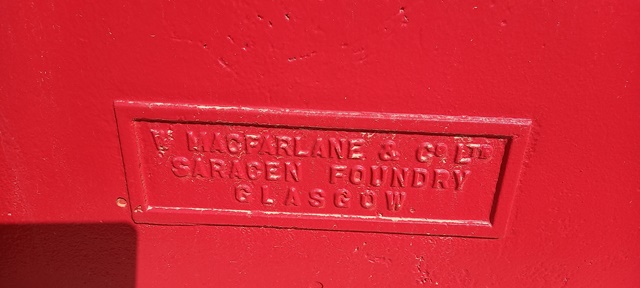 W MACFARLANE & Co LTD
SARACEN FOUNDRY
GLASGOW.